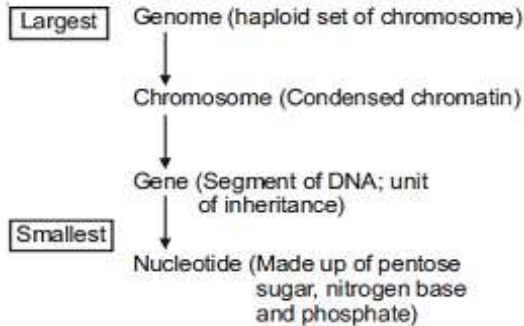 Largest
Genome (haploid set of chromosome)
Chromosome (Condensed chromatin)
Gene (Segment of DNA; unit
of inheritance)
Smallest
Nucleotide (Made up of pentose
sugar, nitrogen base
and phosphate)